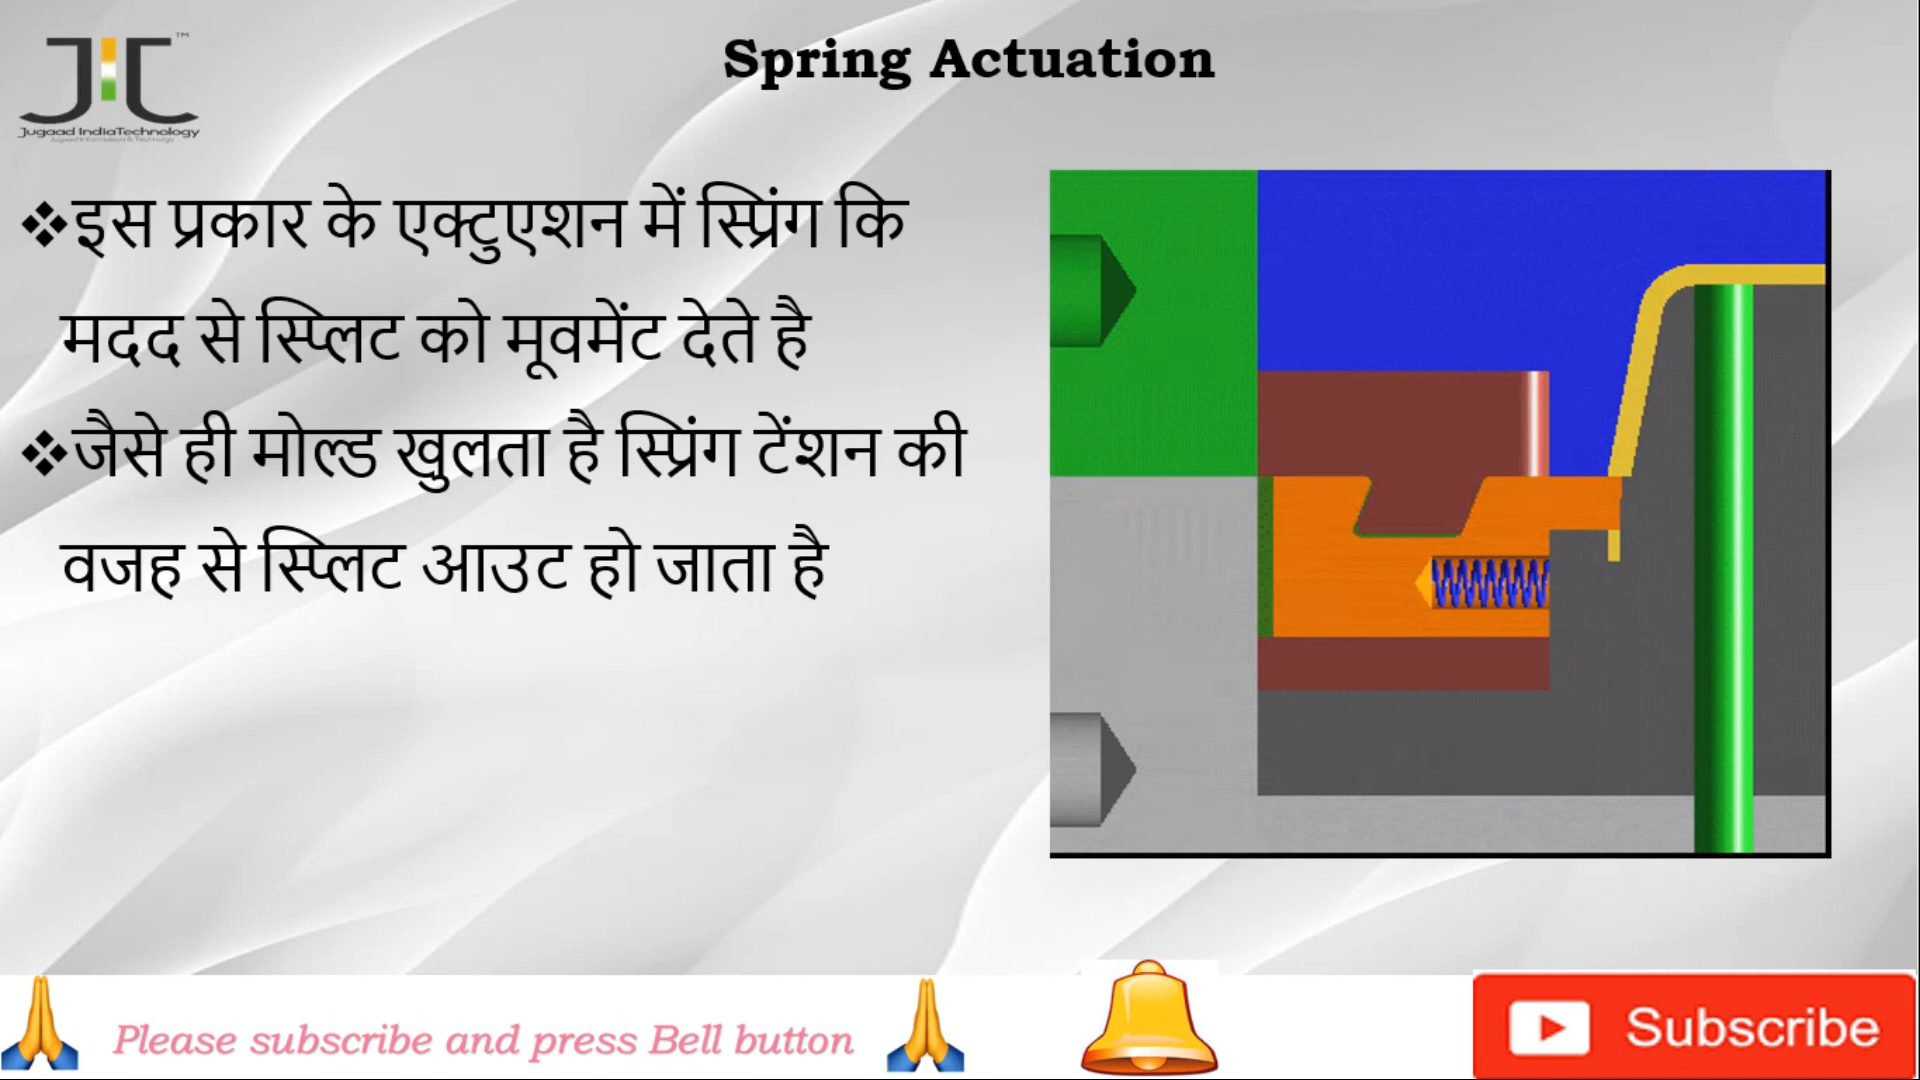 TM
Jugaad IndiaTechnology
Spring Actuation
❖इस प्रकार के एक्टुएशन में स्प्रिंग कि
मदद से स्प्लिट को मूवमेंट देते है
❖जैसे ही मोल्ड खुलता है स्प्रिंग टेंशन की
वजह से स्प्लिट आउट हो जाता है
Please subscribe and press Bell button
Subscribe